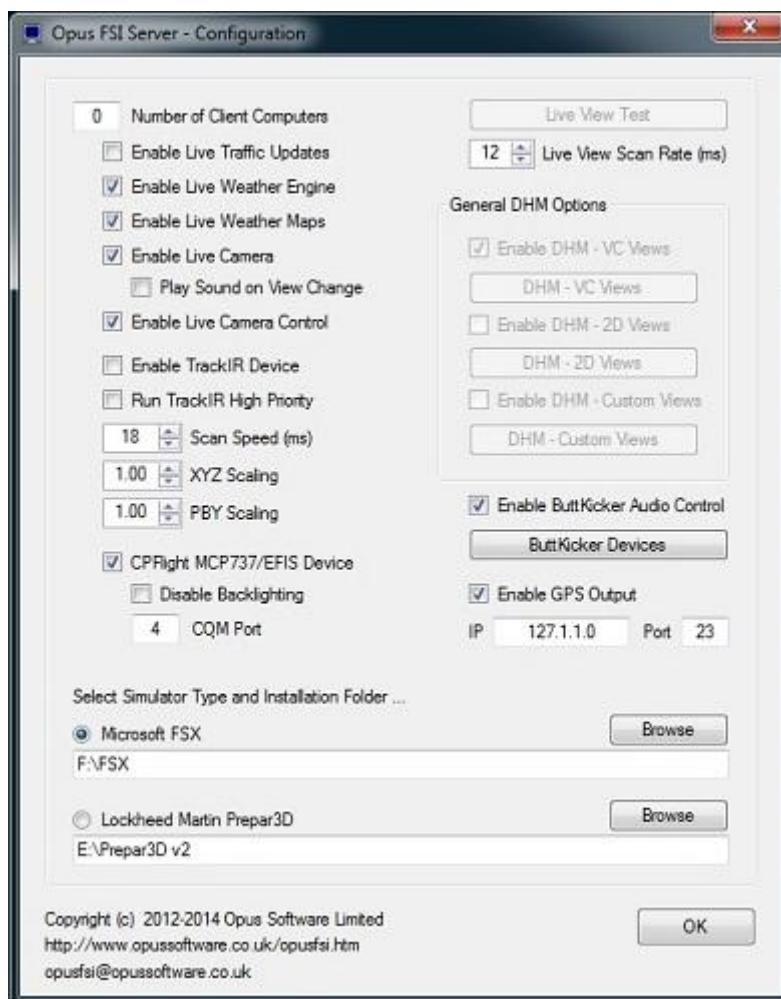 Opus FSI Server - Configuration
0 Number of Client Computers
Enable Live Traffic Updates
Enable Live Weather Engine
Enable Live Weather Maps
Enable Live Camera
Play Sound on View Change
Enable Live Camera Control
Enable TrackIR Device
Run TrackIR High Priority
18 Scan Speed (ms)
1.00 XYZ Scaling
1.00 PBY Scaling
CPFlight MCP737/EFIS Device
Disable Backlighting
4 CQM Port
Live View Test
12 Live View Scan Rate (ms)
General DHM Options
Enable DHM - VC Views
DHM - VC Views
Enable DHM - 2D Views
DHM - 2D Views
Enable DHM - Custom Views
DHM - Custom Views
Enable ButtKicker Audio Control
ButtKicker Devices
Enable GPS Output
IP 127.1.1.0 Port 23
Select Simulator Type and Installation Folder ...
Microsoft FSX Browse
F:\FSX
Lockheed Martin Prepar3D Browse
E:\Prepar3D v2
Copyright (c) 2012-2014 Opus Software Limited
http://www.opussoftware.co.uk/opusfsi.htm
opusfsi@opussoftware.co.uk
OK